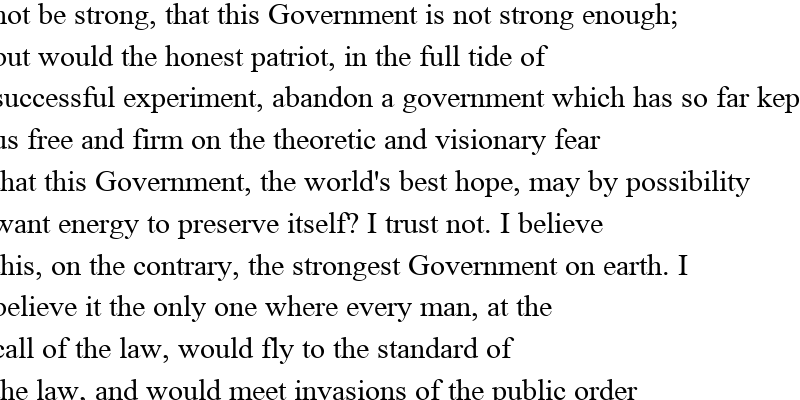 not be strong, that this Government is not strong enough;
but would the honest patriot, in the full tide of
successful experiment, abandon a government which has so far kep
us free and firm on the theoretic and visionary fear
that this Government, the world's best hope, may by possibility
want energy to preserve itself? I trust not. I believe
this, on the contrary, the strongest Government on earth. I
believe it the only one where every man, at the
call of the law, would fly to the standard of
the law, and would meet invasions of the public order